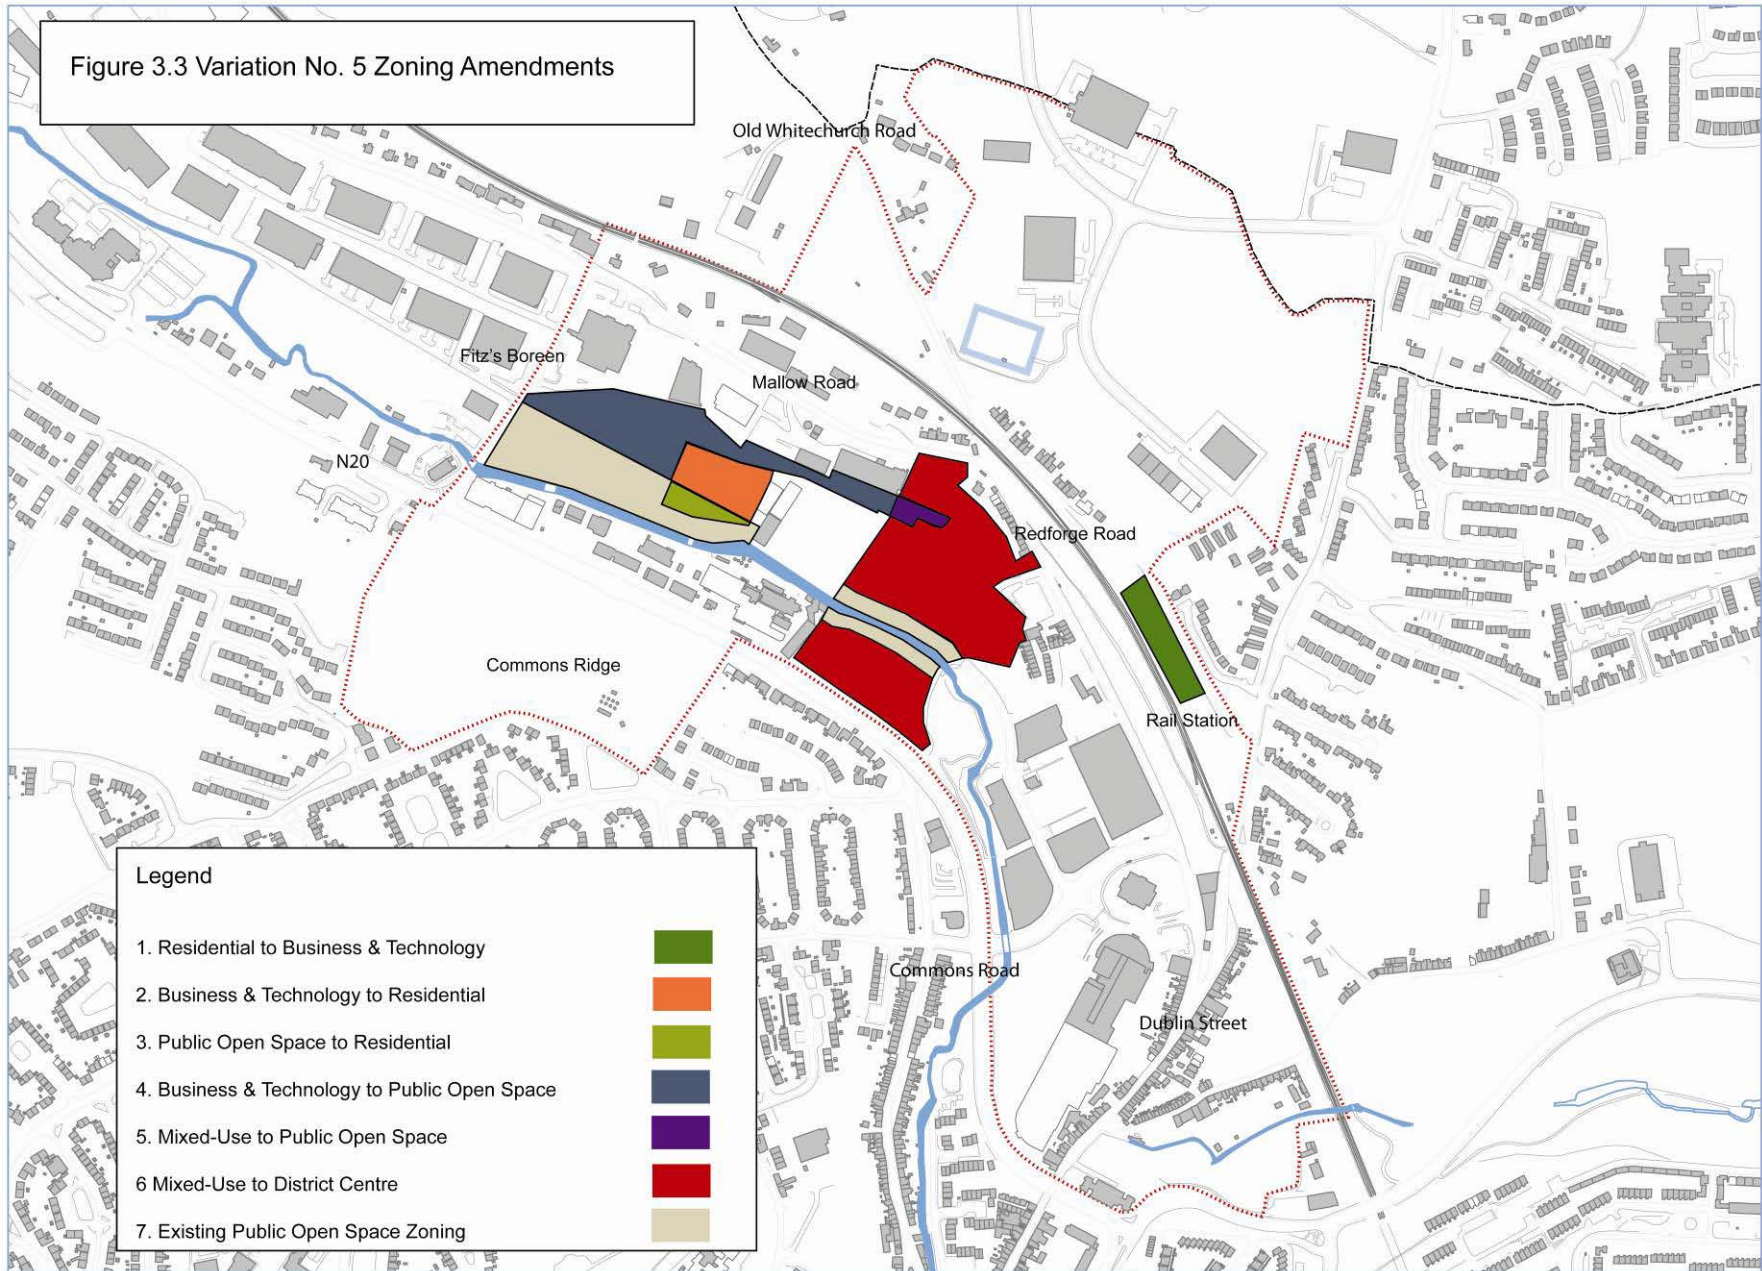 Figure 3.3 Variation No. 5 Zoning Amendments
Old Whitechurch Road
Fitz's Boreen
Mallow Road
N20
Redforge Road
Commons Ridge
Rail Station
Legend
1. Residential to Business & Technology
2. Business & Technology to Residential
3. Public Open Space to Residential
4. Business & Technology to Public Open Space
5. Mixed-Use to Public Open Space
6 Mixed-Use to District Centre
7. Existing Public Open Space Zoning
Commons Road
Dublin Street